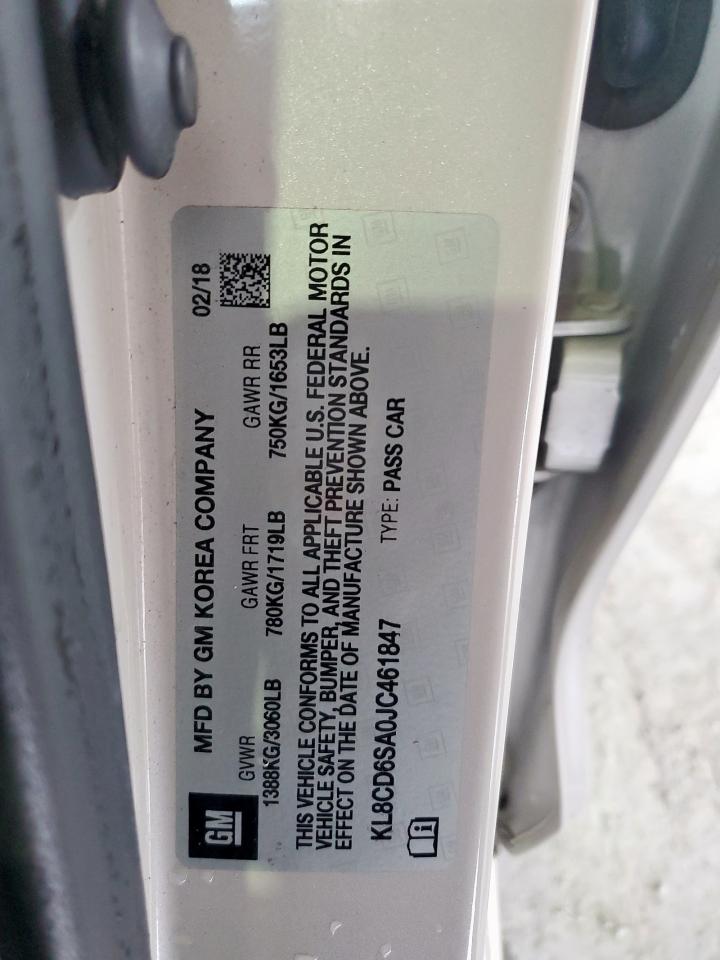 GM
MFD BY GM KOREA COMPANY 02/18
GVWR GAWR FRT GAWR RR
1388KG/3060LB 780KG/1719LB 750KG/1653LB
THIS VEHICLE CONFORMS TO ALL APPLICABLE U.S. FEDERAL MOTOR
VEHICLE SAFETY, BUMPER, AND THEFT PREVENTION STANDARDS IN
EFFECT ON THE DATE OF MANUFACTURE SHOWN ABOVE.
KL8CD6SA0JC461847 TYPE: PASS CAR